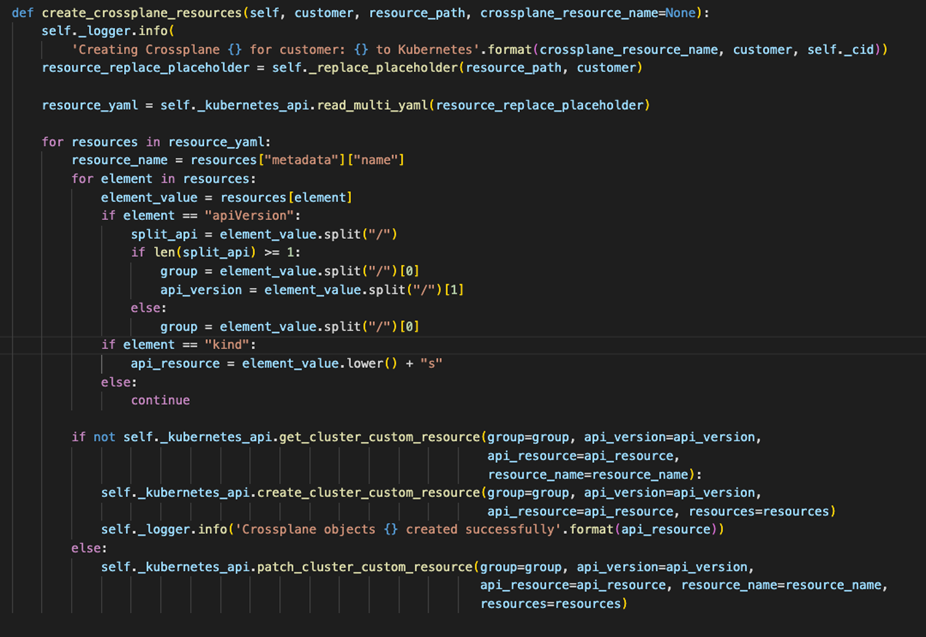 def create_crossplane_resources(self, customer, resource_path, crossplane_resource_name=None):
    self._logger.info(
        'Creating Crossplane {} for customer: {} to Kubernetes'.format(crossplane_resource_name, customer, self._cid))
    resource_replace_placeholder = self._replace_placeholder(resource_path, customer)

    resource_yaml = self._kubernetes_api.read_multi_yaml(resource_replace_placeholder)

    for resources in resource_yaml:
        resource_name = resources["metadata"]["name"]
        for element in resources:
            element_value = resources[element]
            if element == "apiVersion":
                split_api = element_value.split("/")
                if len(split_api) >= 1:
                    group = element_value.split("/")[0]
                    api_version = element_value.split("/")[1]
                else:
                    group = element_value.split("/")[0]
            if element == "kind":
                api_resource = element_value.lower() + "s"
            else:
                continue

        if not self._kubernetes_api.get_cluster_custom_resource(group=group, api_version=api_version,
                                                                api_resource=api_resource,
                                                                resource_name=resource_name):
            self._kubernetes_api.create_cluster_custom_resource(group=group, api_version=api_version,
                                                                api_resource=api_resource, resources=resources)
            self._logger.info('Crossplane objects {} created successfully'.format(api_resource))
        else:
            self._kubernetes_api.patch_cluster_custom_resource(group=group, api_version=api_version,
                                                               api_resource=api_resource, resource_name=resource_name,
                                                               resources=resources)